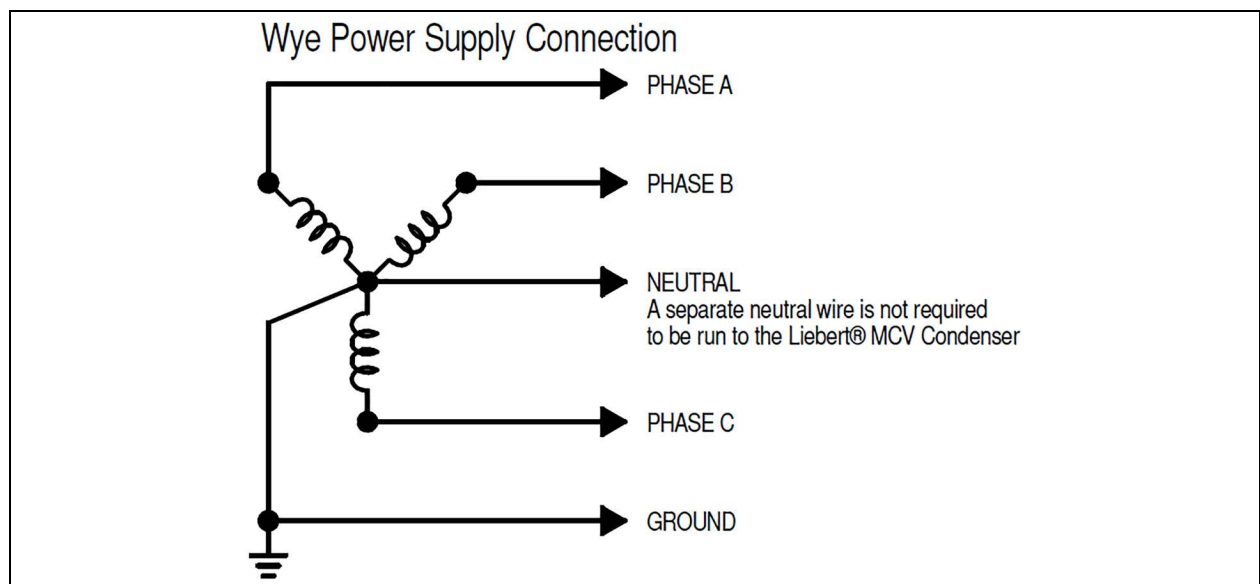 Wye Power Supply Connection
PHASE A
PHASE B
NEUTRAL
A separate neutral wire is not required
to be run to the Liebert® MCV Condenser
PHASE C
GROUND